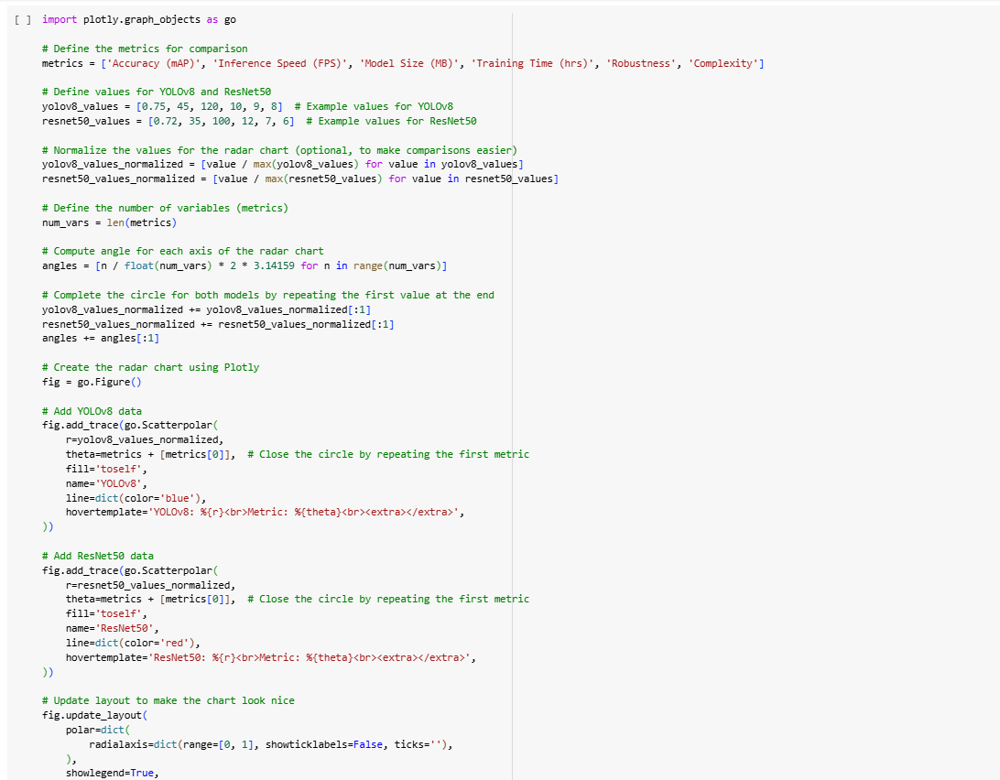 [ ] import plotly.graph_objects as go
# Define the metrics for comparison
metrics = ['Accuracy (mAP)', 'Inference Speed (FPS)', 'Model Size (MB)', 'Training Time (hrs)', 'Robustness', 'Complexity']
# Define values for YOLOv8 and ResNet50
yolov8_values = [0.75, 45, 120, 10, 9, 8]  # Example values for YOLOv8
resnet50_values = [0.72, 35, 100, 12, 7, 6]  # Example values for ResNet50
# Normalize the values for the radar chart (optional, to make comparisons easier)
yolov8_values_normalized = [value / max(yolov8_values) for value in yolov8_values]
resnet50_values_normalized = [value / max(resnet50_values) for value in resnet50_values]
# Define the number of variables (metrics)
num_vars = len(metrics)
# Compute angle for each axis of the radar chart
angles = [n / float(num_vars) * 2 * 3.14159 for n in range(num_vars)]
# Complete the circle for both models by repeating the first value at the end
yolov8_values_normalized += yolov8_values_normalized[:1]
resnet50_values_normalized += resnet50_values_normalized[:1]
angles += angles[:1]
# Create the radar chart using Plotly
fig = go.Figure()
# Add YOLOv8 data
fig.add_trace(go.Scatterpolar(
    r=yolov8_values_normalized,
    theta=metrics + [metrics[0]],  # Close the circle by repeating the first metric
    fill='toself',
    name='YOLOv8',
    line=dict(color='blue'),
    hovertemplate='YOLOv8: %{r}<br>Metric: %{theta}<br><extra></extra>',
))
# Add ResNet50 data
fig.add_trace(go.Scatterpolar(
    r=resnet50_values_normalized,
    theta=metrics + [metrics[0]],  # Close the circle by repeating the first metric
    fill='toself',
    name='ResNet50',
    line=dict(color='red'),
    hovertemplate='ResNet50: %{r}<br>Metric: %{theta}<br><extra></extra>',
))
# Update layout to make the chart look nice
fig.update_layout(
    polar=dict(
        radialaxis=dict(range=[0, 1], showticklabels=False, ticks=''),
    ),
    showlegend=True,